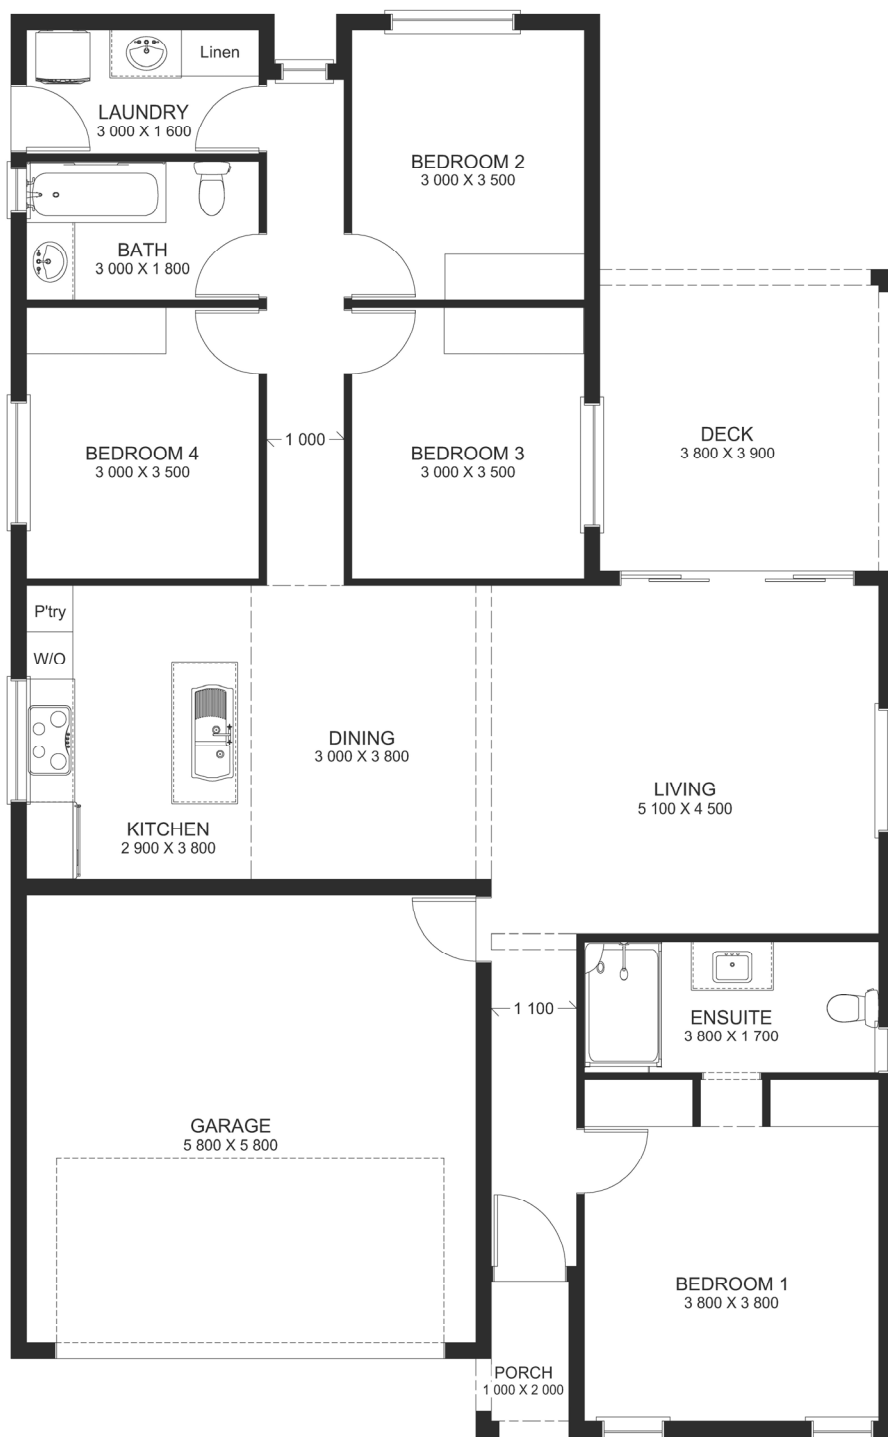 Linen
LAUNDRY
3 000 X 1 600
BEDROOM 2
3 000 X 3 500
BATH
3 000 X 1 800
BEDROOM 4
3 000 X 3 500
1 000
BEDROOM 3
3 000 X 3 500
DECK
3 800 X 3 900
P'try
W/O
DINING
3 000 X 3 800
KITCHEN
2 900 X 3 800
LIVING
5 100 X 4 500
1 100
ENSUITE
3 800 X 1 700
GARAGE
5 800 X 5 800
BEDROOM 1
3 800 X 3 800
PORCH
1 000 X 2 000